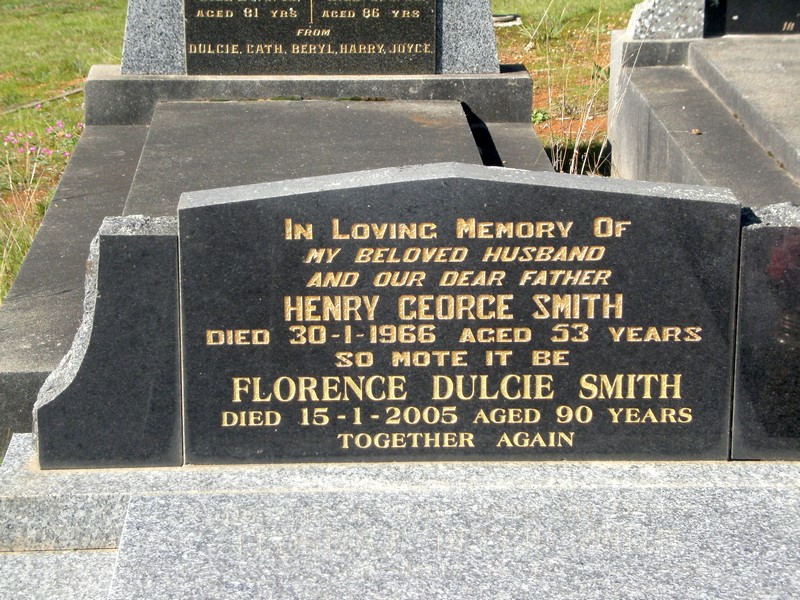 AGED 81 YRS AGED 86 YRS
FROM
DULCIE, CATH, BERYL, HARRY, JOYCE.
IN LOVING MEMORY OF
MY BELOVED HUSBAND
AND OUR DEAR FATHER
HENRY GEORGE SMITH
DIED 30-1-1966 AGED 53 YEARS
SO MOTE IT BE
FLORENCE DULCIE SMITH
DIED 15-1-2005 AGED 90 YEARS
TOGETHER AGAIN